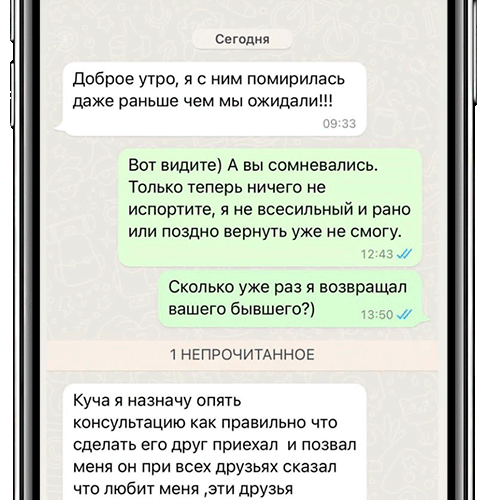 Сегодня
Доброе утро, я с ним помирилась
даже раньше чем мы ожидали!!!
09:33
Вот видите) А вы сомневались.
Только теперь ничего не
испортите, я не всесильный и рано
или поздно вернуть уже не смогу.
12:43
Сколько уже раз я возвращал
вашего бывшего?)
13:50
1 НЕПРОЧИТАННОЕ
Куча я назначу опять
консультацию как правильно что
сделать его друг приехал и позвал
меня он при всех друзьях сказал
что любит меня ,эти друзья